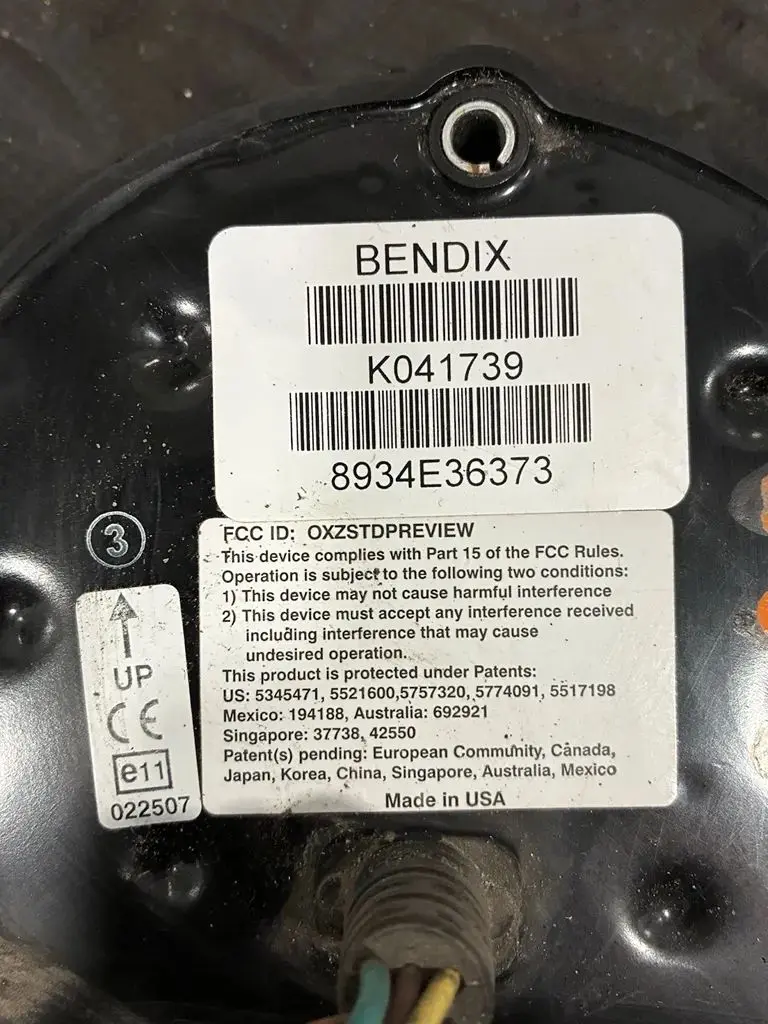 BENDIX
K041739
8934E36373
3
FCC ID: OXZSTDPREVIEW
This device complies with Part 15 of the FCC Rules.
Operation is subject to the following two conditions:
1) This device may not cause harmful interference
2) This device must accept any interference received
including interference that may cause
undesired operation.
This product is protected under Patents:
US: 5345471, 5521600,5757320, 5774091, 5517198
Mexico: 194188, Australia: 692921
Singapore: 37738, 42550
Patent(s) pending: European Community, Canada,
Japan, Korea, China, Singapore, Australia, Mexico
Made in USA
UP
CE
e11
022507